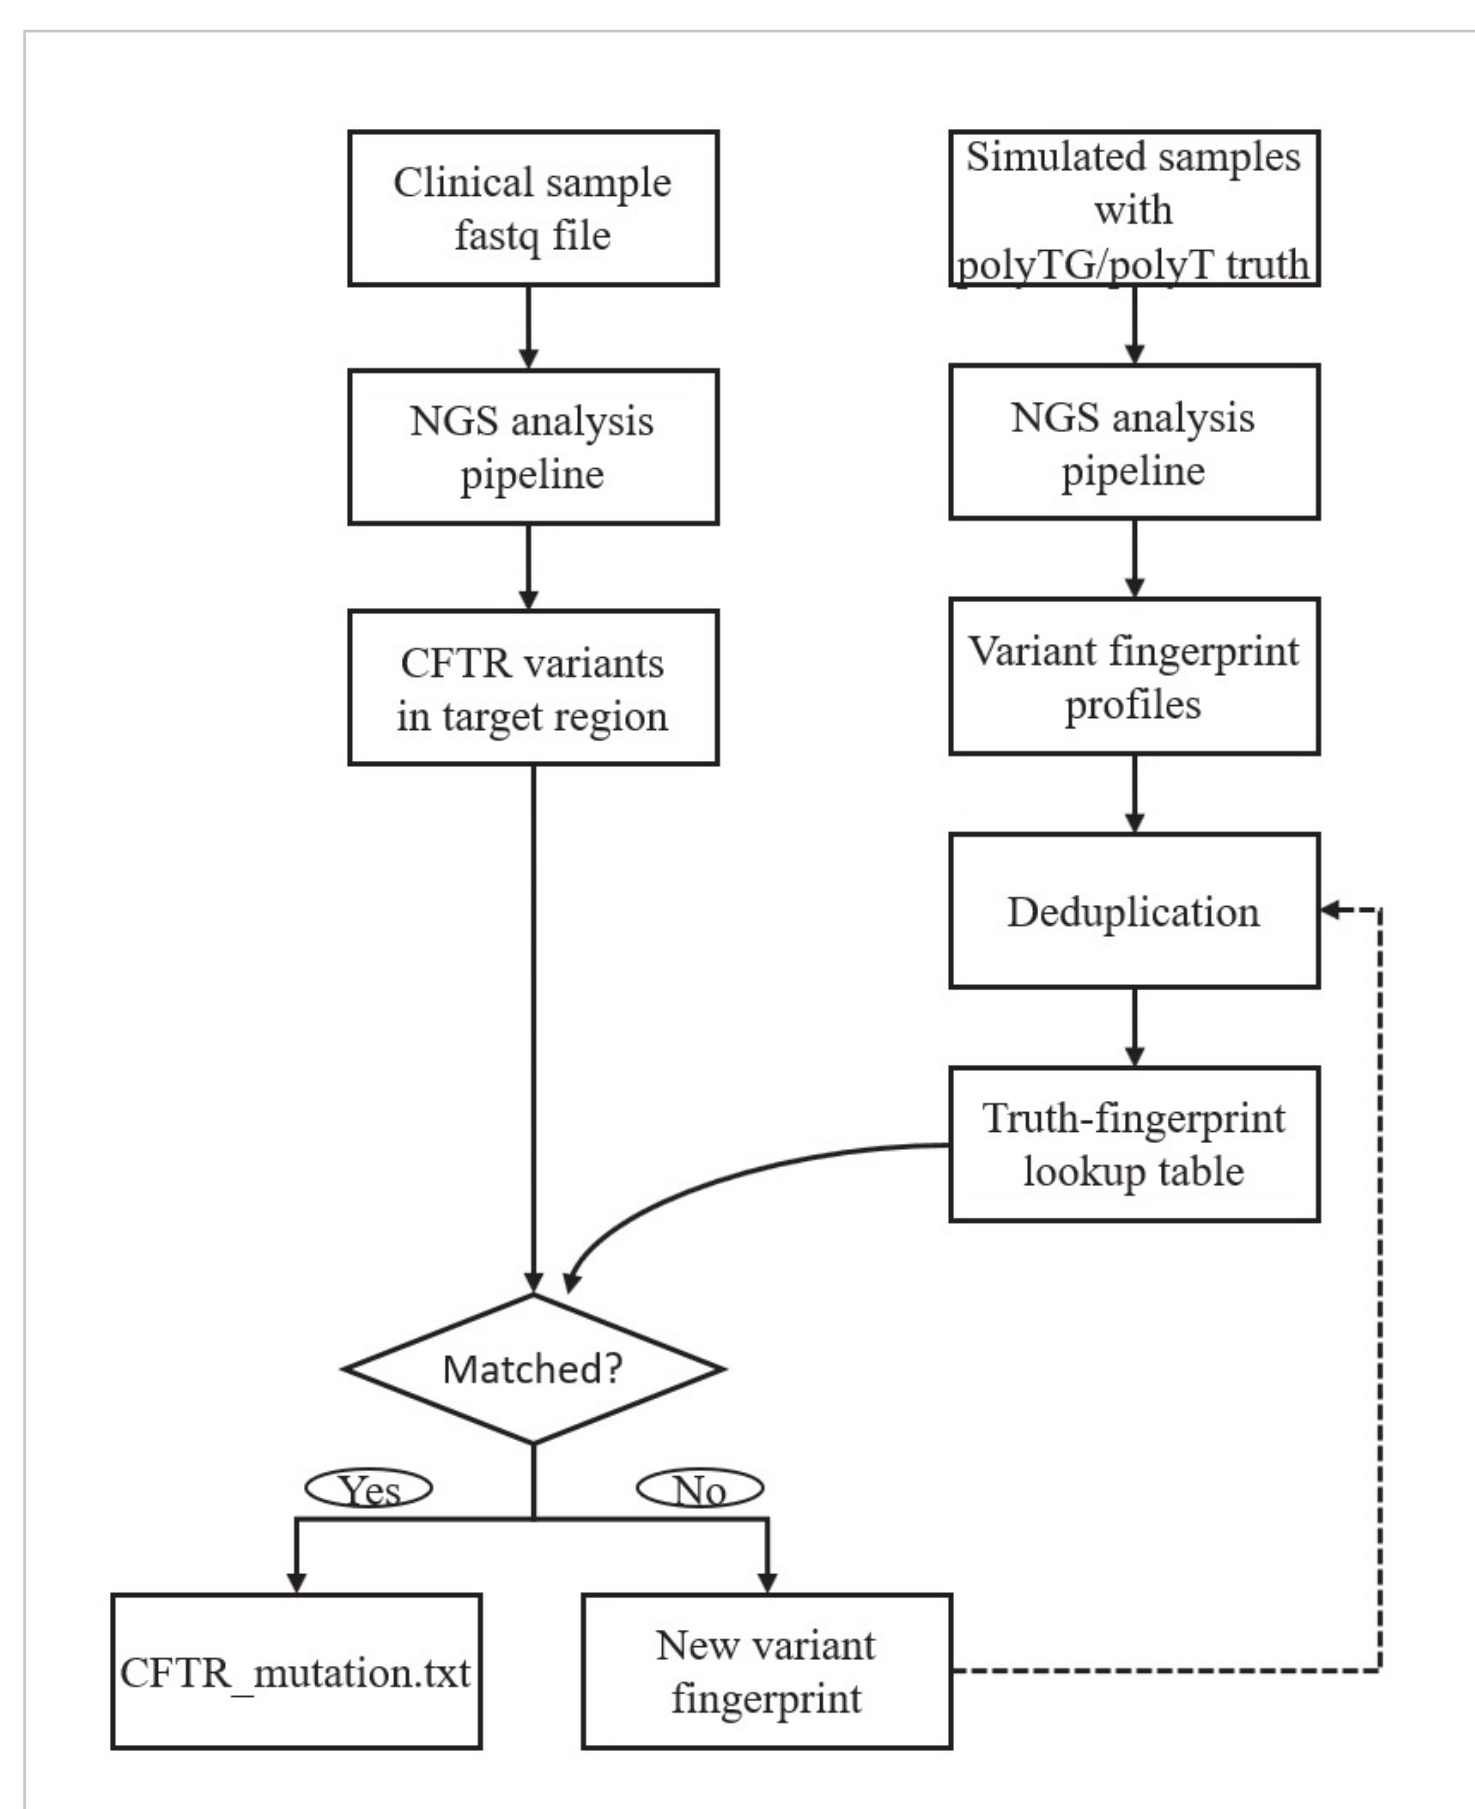 Clinical sample
fastq file
NGS analysis
pipeline
CFTR variants
in target region
Simulated samples
with
polyTG/polyT truth
NGS analysis
pipeline
Variant fingerprint
profiles
Deduplication
Truth-fingerprint
lookup table
Matched?
Yes
No
CFTR_mutation.txt
New variant
fingerprint